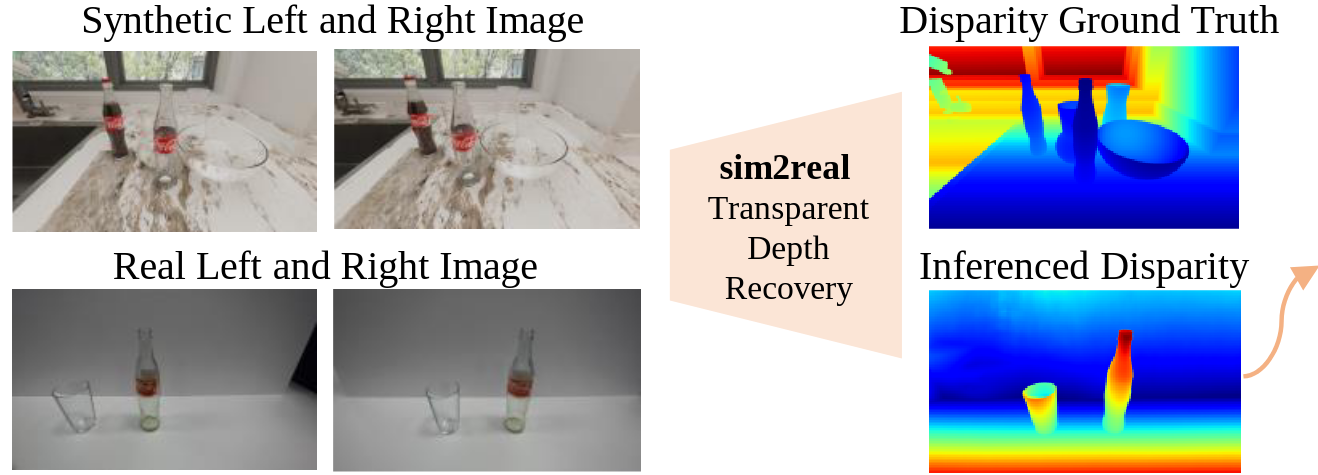 Synthetic Left and Right Image
Disparity Ground Truth
sim2real
Transparent
Depth
Recovery
Real Left and Right Image
Inferenced Disparity